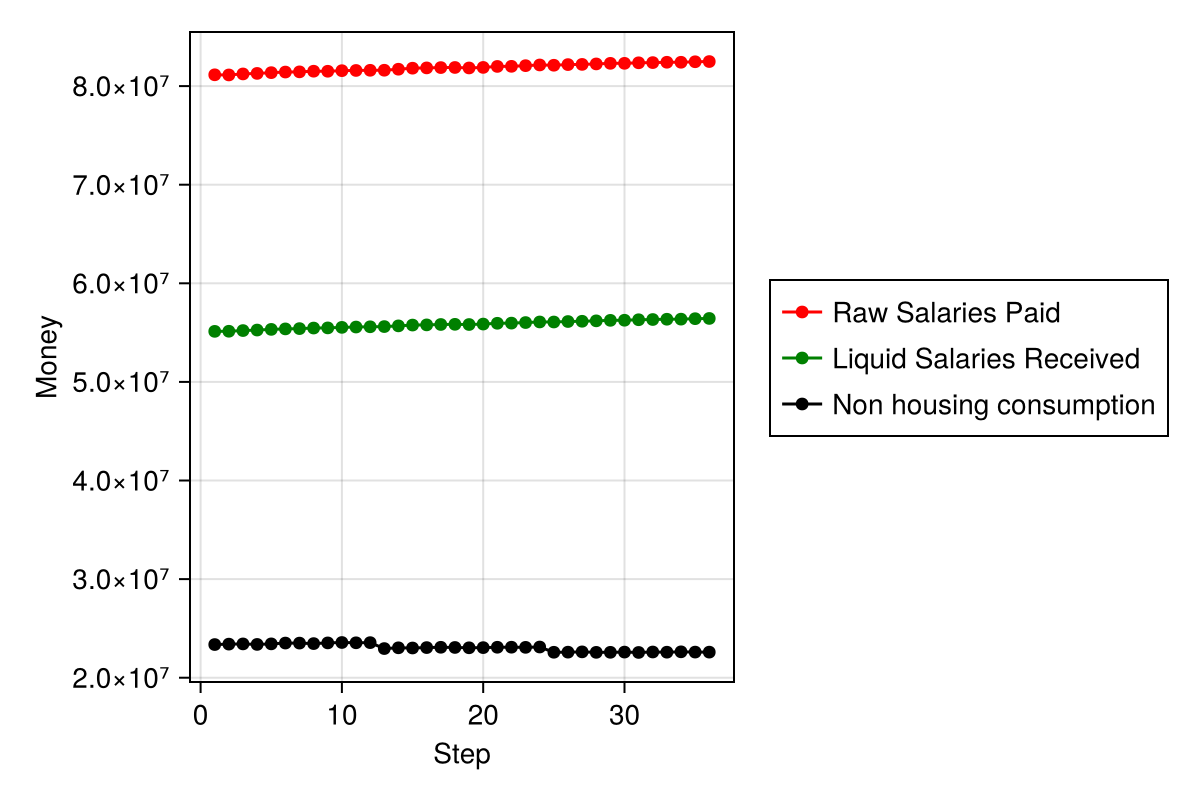 8.0×10⁷
7.0×10⁷
6.0×10⁷
5.0×10⁷
4.0×10⁷
3.0×10⁷
2.0×10⁷
Money
0 10 20 30
Step
Raw Salaries Paid
Liquid Salaries Received
Non housing consumption